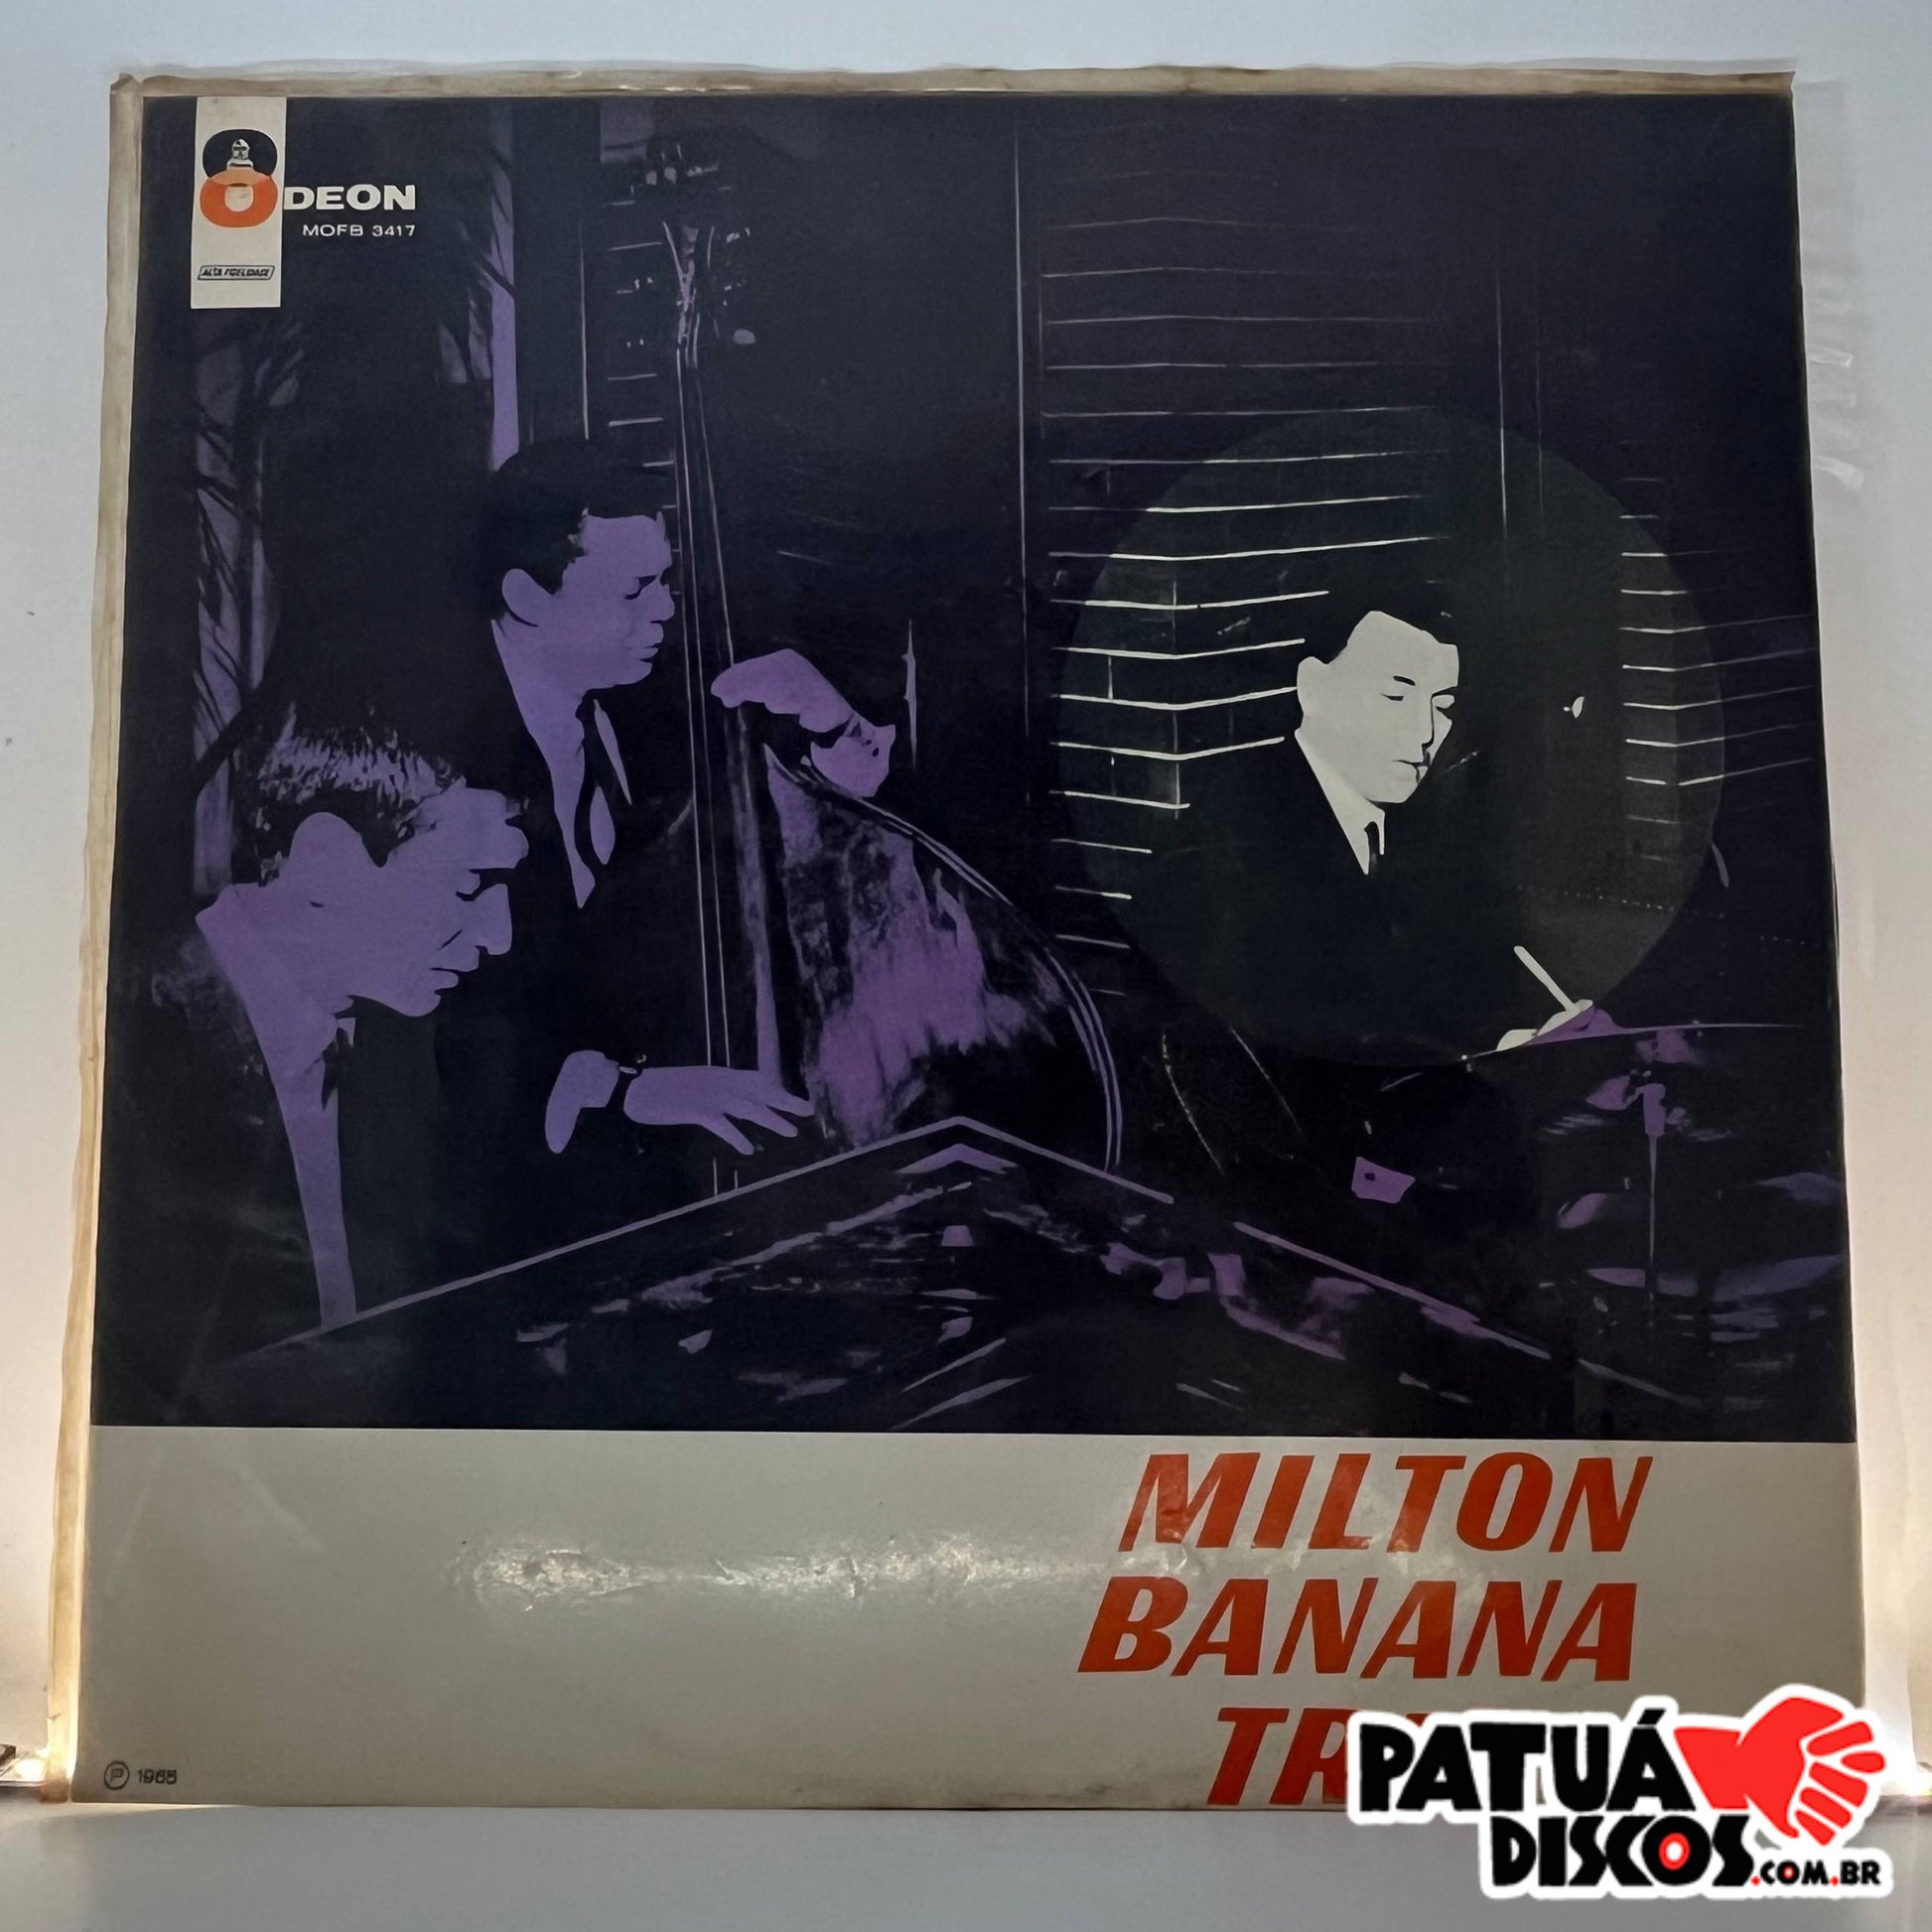 ODEON
MOFB 3417
ALTA FIDELIDADE
MILTON
BANANA
TR
℗ 1965
PATUÁ
DISCOS.COM.BR